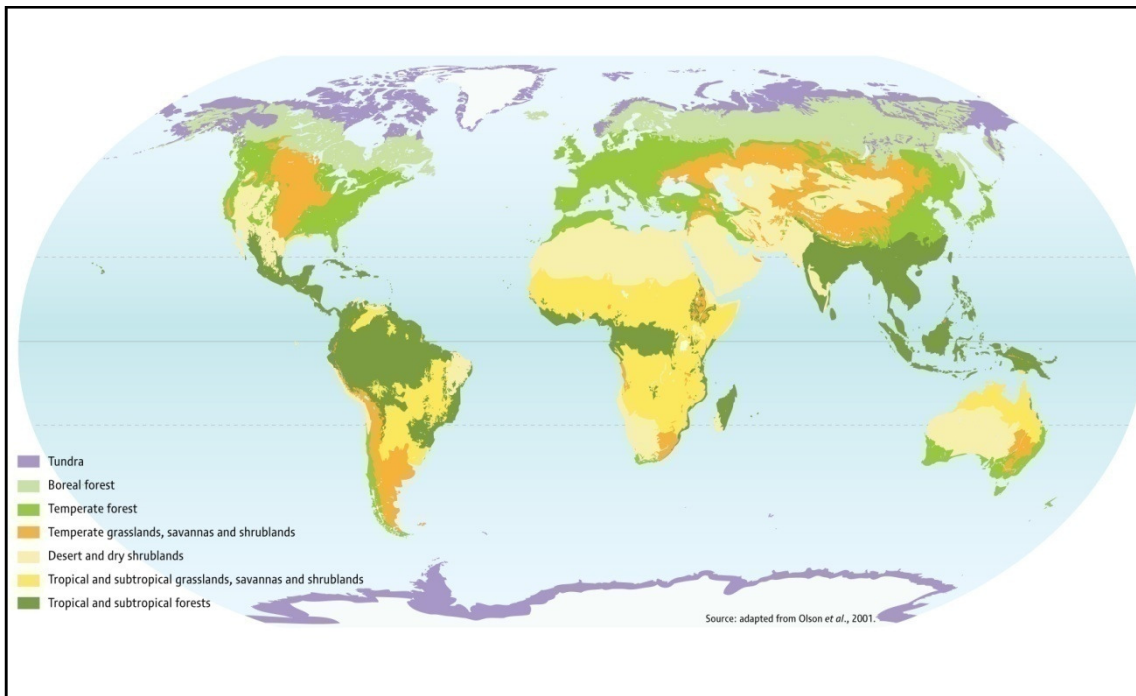 Tundra
Boreal forest
Temperate forest
Temperate grasslands, savannas and shrublands
Desert and dry shrublands
Tropical and subtropical grasslands, savannas and shrublands
Tropical and subtropical forests
Source: adapted from Olson et al., 2001.